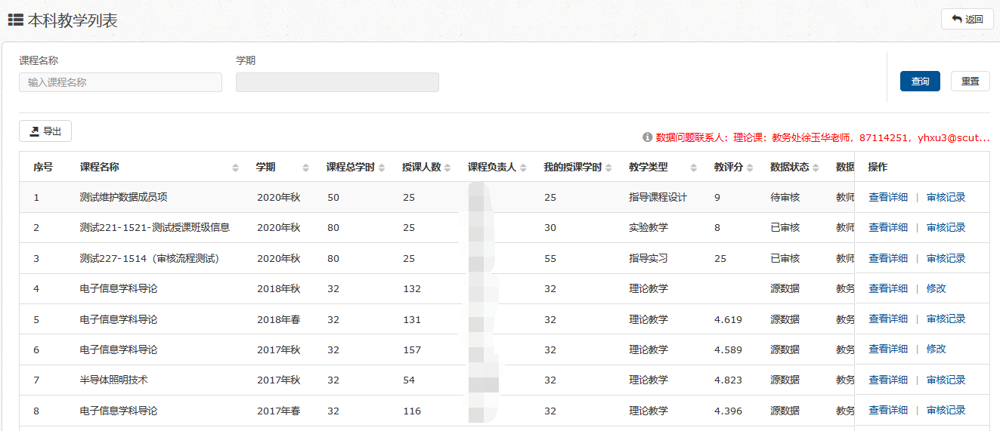 本科教学列表
返回
课程名称 学期
输入课程名称
查询 重置
导出
数据问题联系人：理论课：教务处徐玉华老师，87114251，yhxu3@scut...
序号 课程名称 学期 课程总学时 授课人数 课程负责人 我的授课学时 教学类型 教评分 数据状态 数据 操作
1 测试维护数据成员项 2020年秋 50 25 25 指导课程设计 9 待审核 教师 查看详细 | 审核记录
2 测试221-1521-测试授课班级信息 2020年秋 80 25 30 实验教学 8 已审核 教师 查看详细 | 审核记录
3 测试227-1514（审核流程测试） 2020年秋 80 25 55 指导实习 25 已审核 教师 查看详细 | 审核记录
4 电子信息学科导论 2018年秋 32 132 32 理论教学 源数据 教务 查看详细 | 修改
5 电子信息学科导论 2018年春 32 131 32 理论教学 4.619 源数据 教务 查看详细 | 审核记录
6 电子信息学科导论 2017年秋 32 157 32 理论教学 4.589 源数据 教务 查看详细 | 修改
7 半导体照明技术 2017年秋 32 54 32 理论教学 4.823 源数据 教务 查看详细 | 审核记录
8 电子信息学科导论 2017年春 32 116 32 理论教学 4.396 源数据 教务 查看详细 | 审核记录